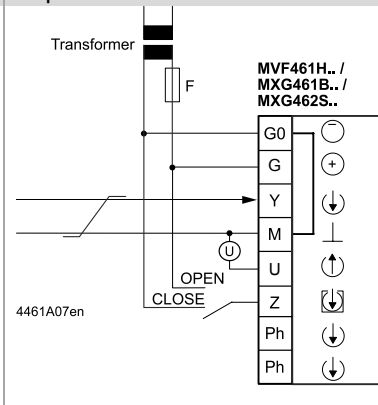 Transformer
F
MVF461H.. /
MXG461B.. /
MXG462S..
G0
G
Y
M
U
U
OPEN
CLOSE
Z
4461A07en
Ph
Ph